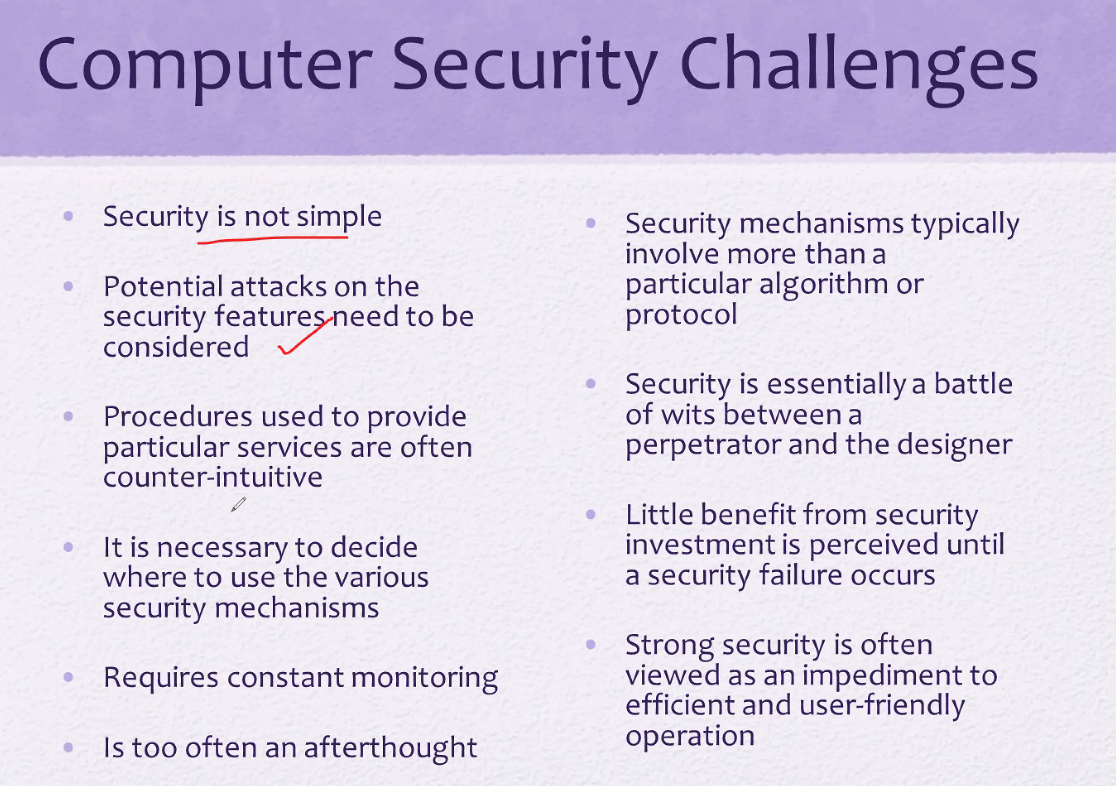 Computer Security Challenges
• Security is not simple
• Potential attacks on the
security features need to be
considered
• Procedures used to provide
particular services are often
counter-intuitive
• It is necessary to decide
where to use the various
security mechanisms
• Requires constant monitoring
• Is too often an afterthought
• Security mechanisms typically
involve more than a
particular algorithm or
protocol
• Security is essentially a battle
of wits between a
perpetrator and the designer
• Little benefit from security
investment is perceived until
a security failure occurs
• Strong security is often
viewed as an impediment to
efficient and user-friendly
operation